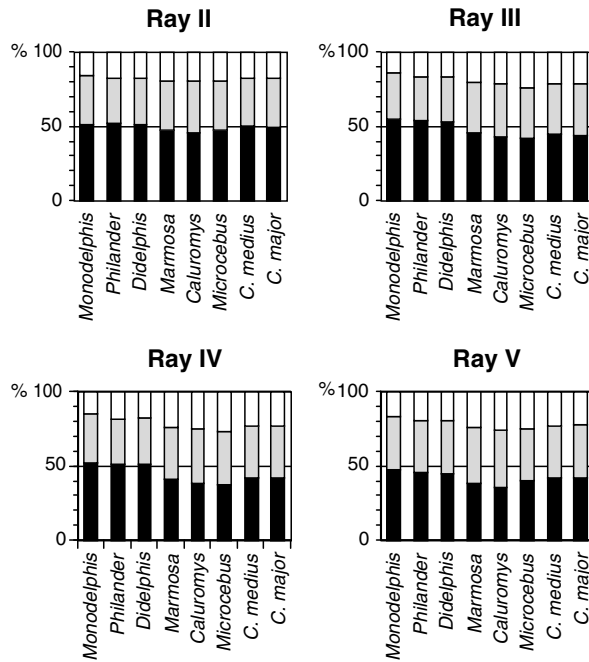 Ray II
% 100
50
0
Monodelphis
Philander
Didelphis
Marmosa
Caluromys
Microcebus
C. medius
C. major
Ray III
% 100
50
0
Monodelphis
Philander
Didelphis
Marmosa
Caluromys
Microcebus
C. medius
C. major
Ray IV
% 100
50
0
Monodelphis
Philander
Didelphis
Marmosa
Caluromys
Microcebus
C. medius
C. major
Ray V
%100
50
0
Monodelphis
Philander
Didelphis
Marmosa
Caluromys
Microcebus
C. medius
C. major